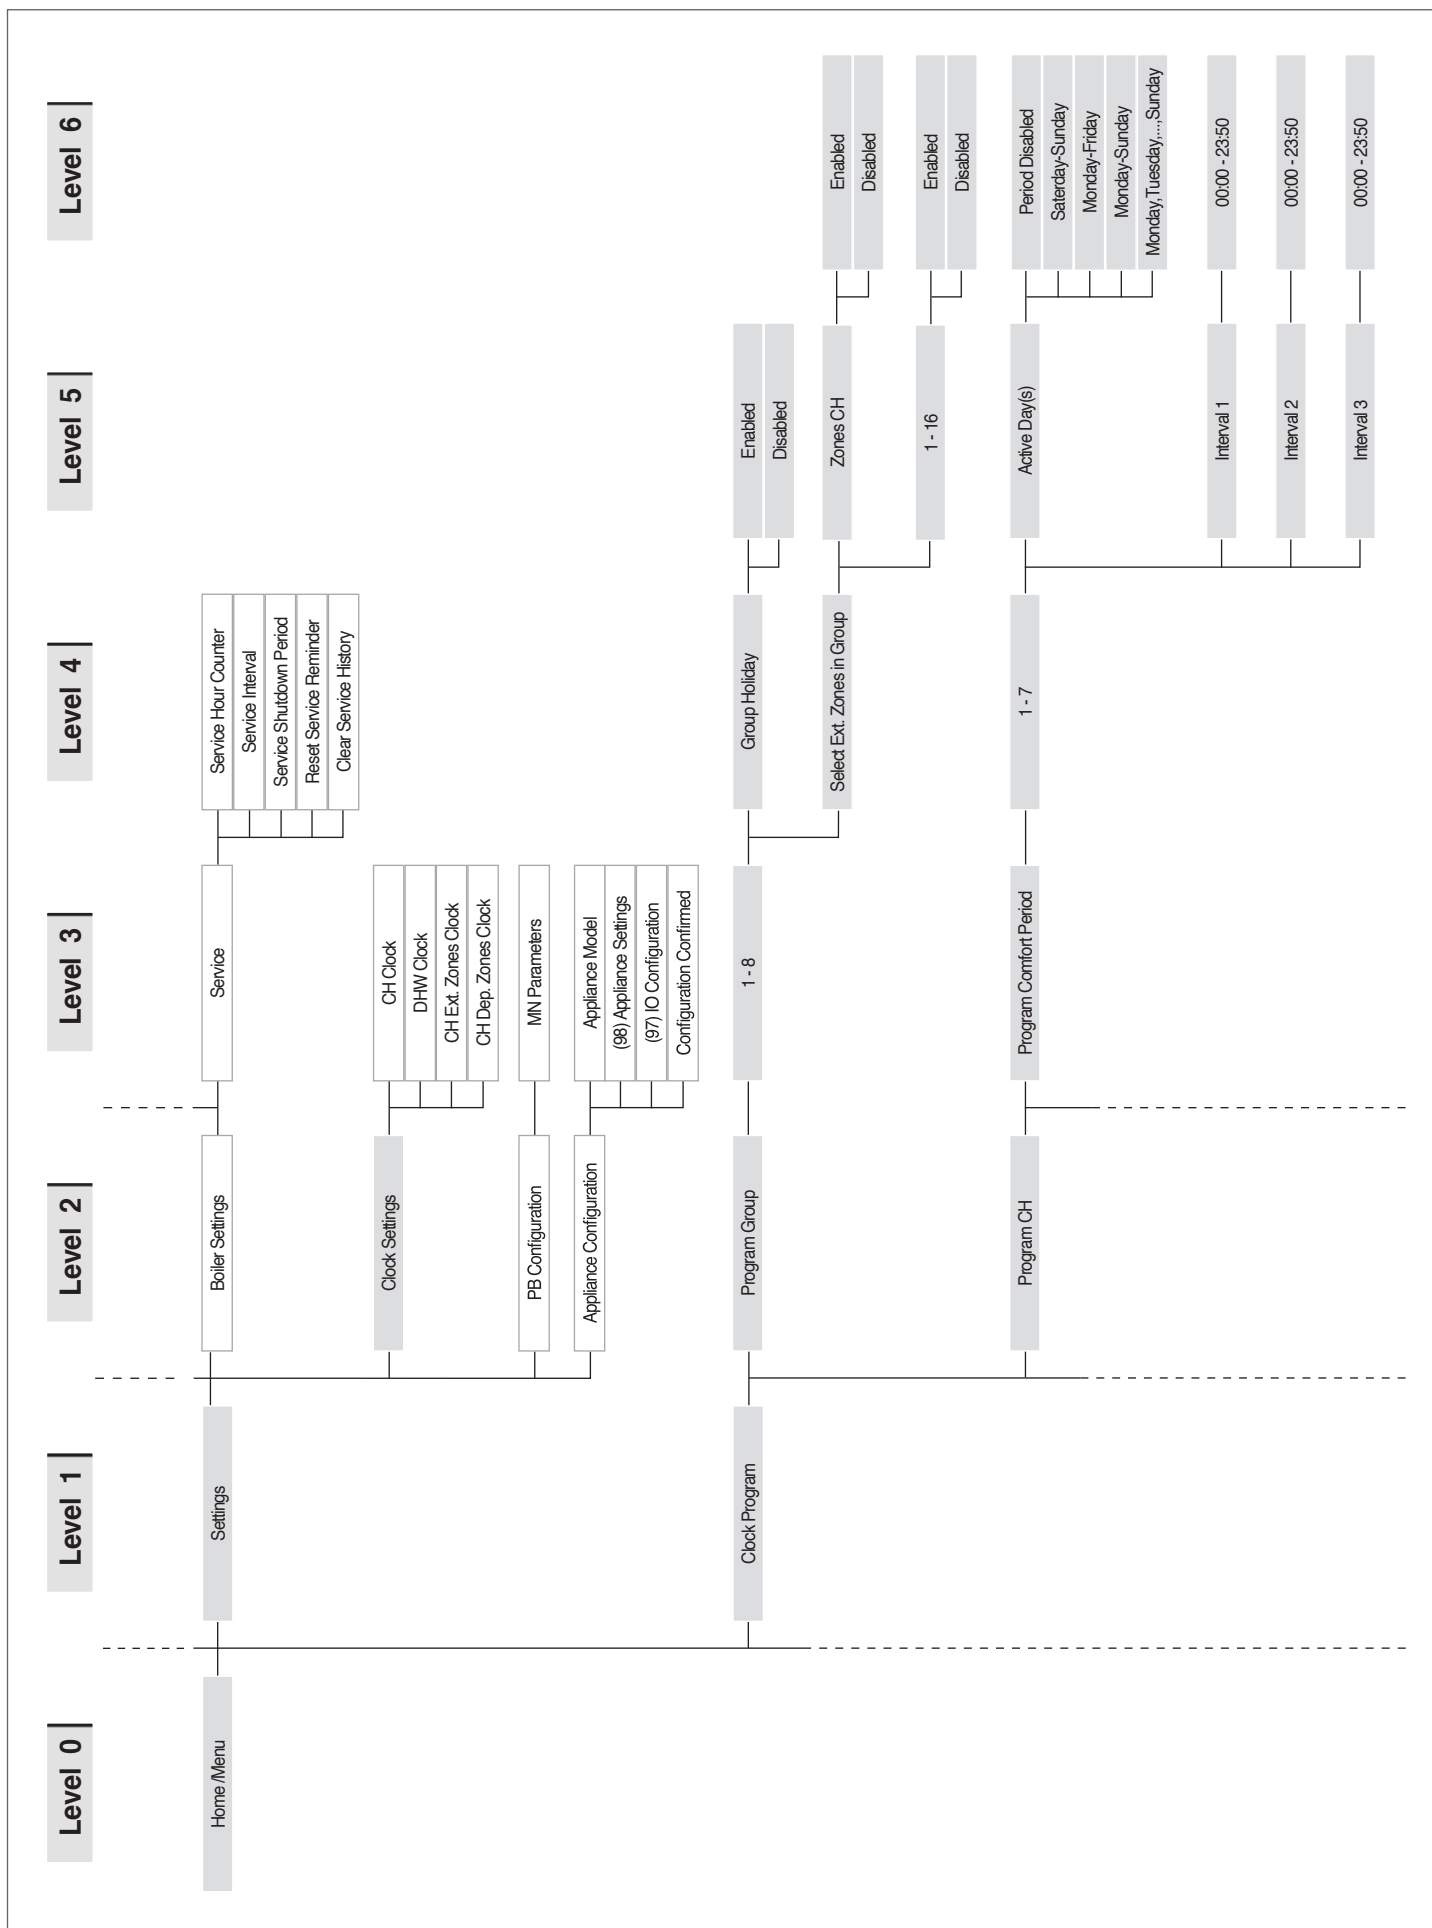 Level 0
Level 1
Level 2
Level 3
Level 4
Level 5
Level 6
Home /Menu
Settings
Boiler Settings
Service
Service Hour Counter
Service Interval
Service Shutdown Period
Reset Service Reminder
Clear Service History
Clock Settings
CH Clock
DHW Clock
CH Ext. Zones Clock
CH Dep. Zones Clock
PB Configuration
MN Parameters
Appliance Configuration
Appliance Model
(98) Appliance Settings
(97) IO Configuration
Configuration Confirmed
Clock Program
Program Group
1 - 8
Group Holiday
Enabled
Disabled
Select Ext. Zones in Group
Zones CH
Enabled
Disabled
1 - 16
Enabled
Disabled
Program CH
Program Comfort Period
1 - 7
Active Day(s)
Period Disabled
Saterday-Sunday
Monday-Friday
Monday-Sunday
Monday,Tuesday,...,Sunday
Interval 1
00:00 - 23:50
Interval 2
00:00 - 23:50
Interval 3
00:00 - 23:50